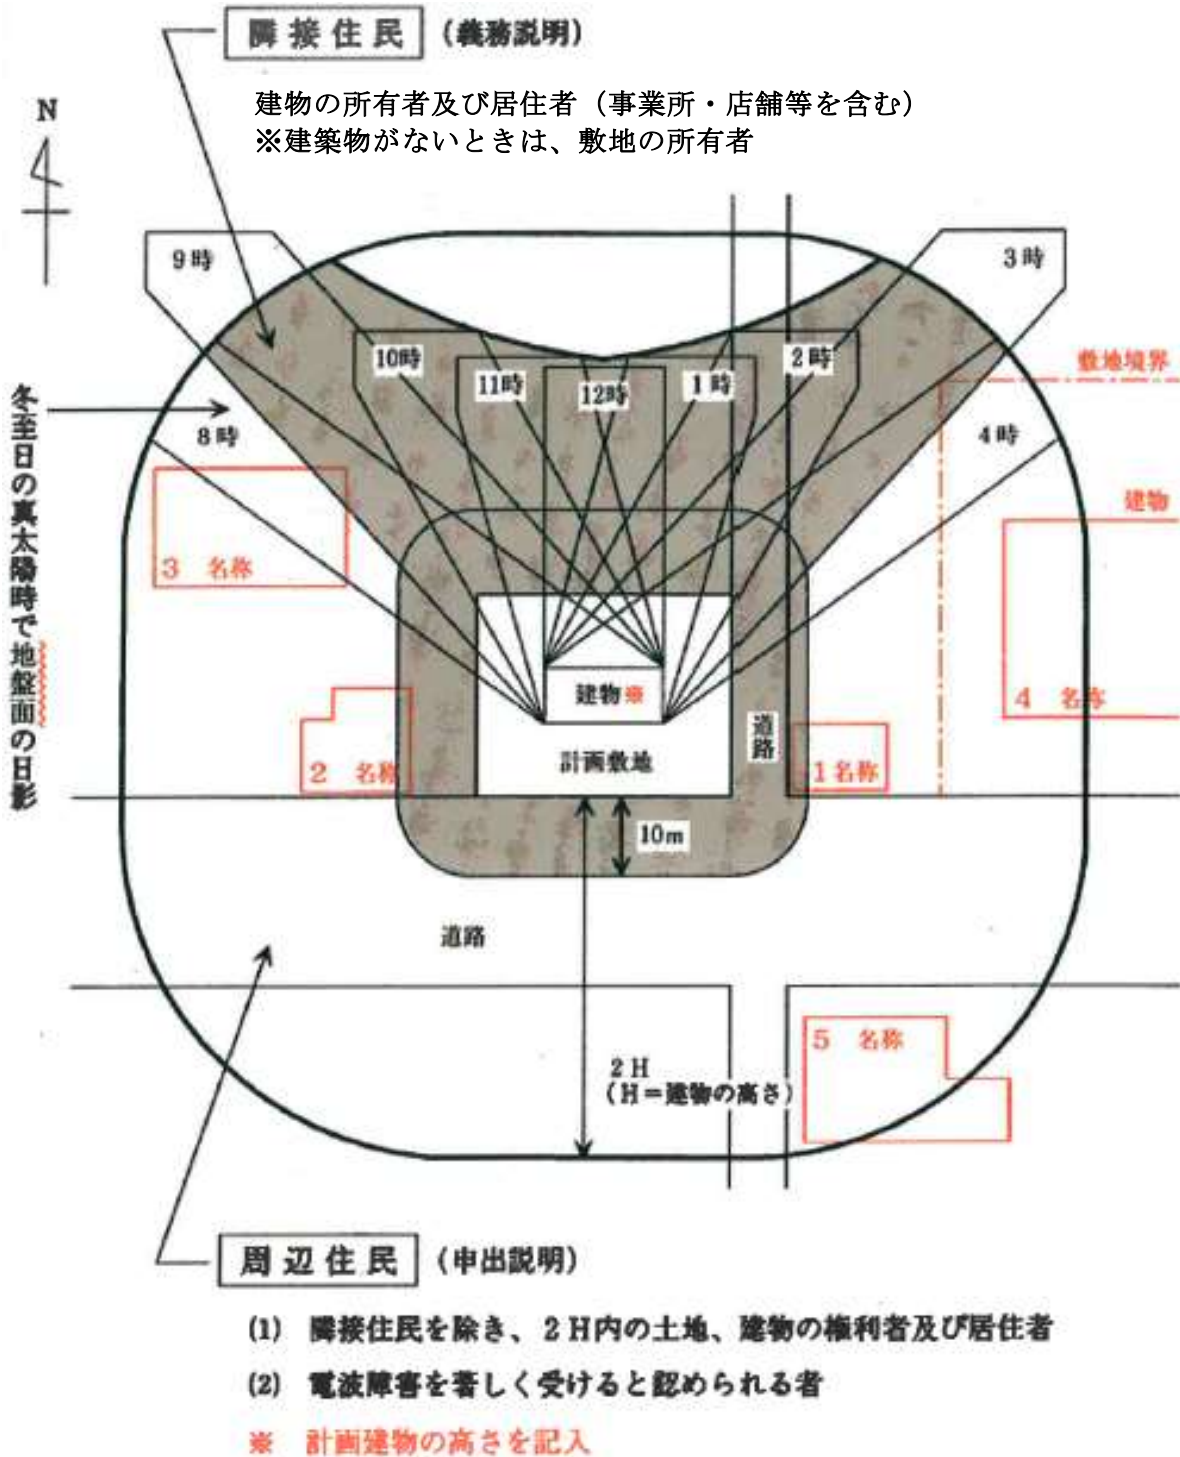 隣接住民 (義務説明)
建物の所有者及び居住者（事業所・店舗等を含む）
※建築物がないときは、敷地の所有者
N
9時
3時
10時
11時
12時
1時
2時
敷地境界
8時
4時
冬至日の真太陽時で地盤面の日影
建物
3 名称
4 名称
建物※
2 名称
計画敷地
道路
1名称
10m
道路
5 名称
2H
(H=建物の高さ)
周辺住民 (申出説明)
(1) 隣接住民を除き、2H内の土地、建物の権利者及び居住者
(2) 電波障害を著しく受けると認められる者
※ 計画建物の高さを記入